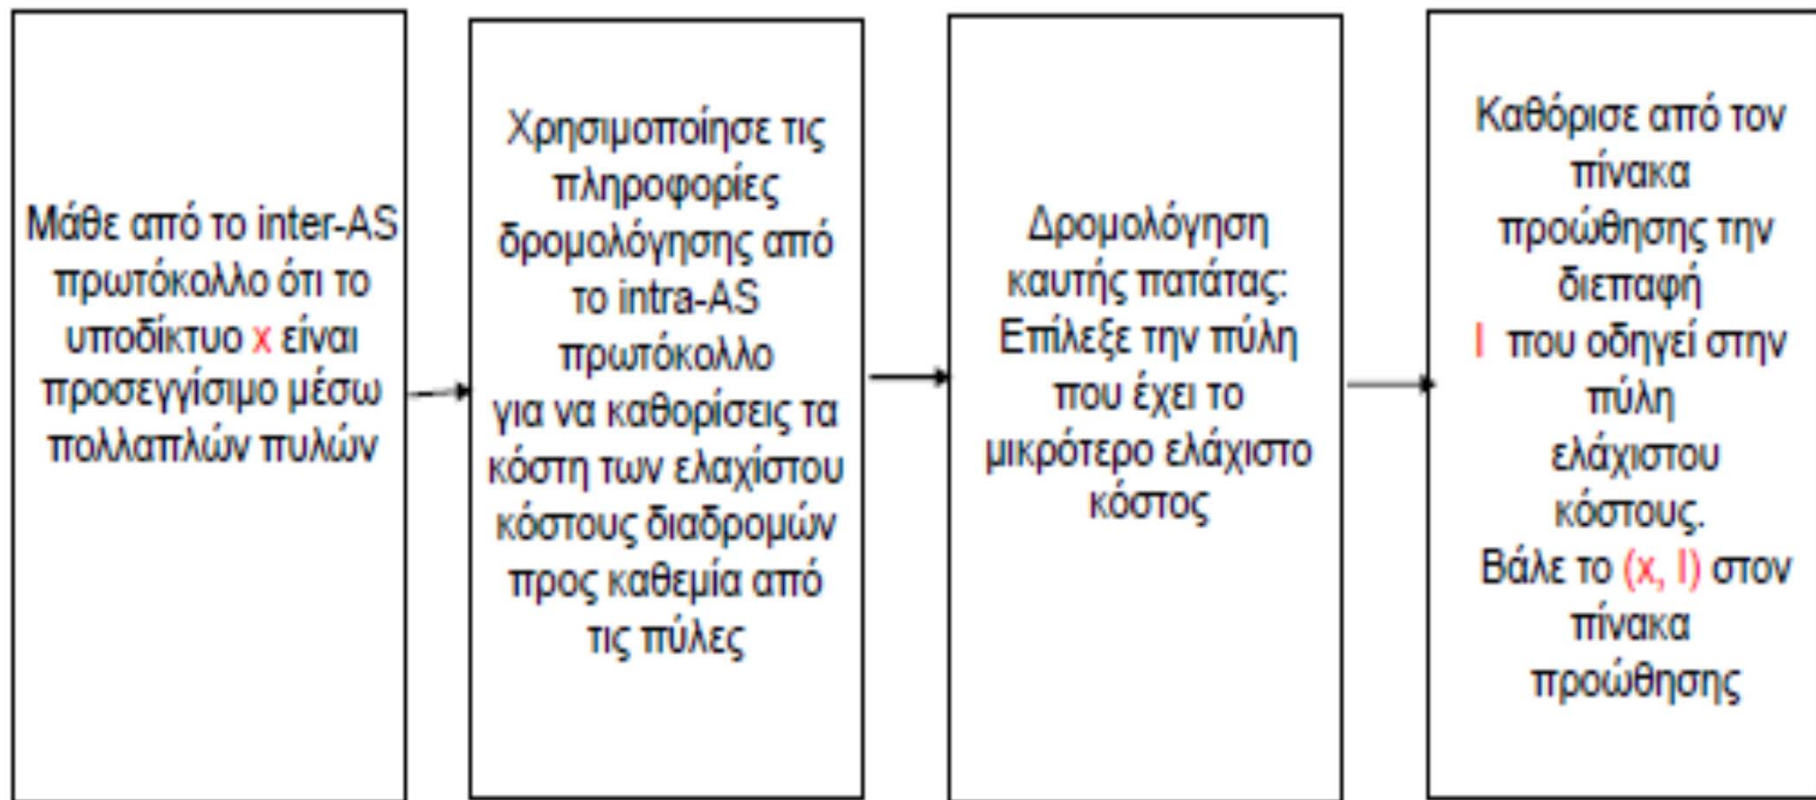 Μάθε από το inter-AS
πρωτόκολλο ότι το
υποδίκτυο x είναι
προσεγγίσιμο μέσω
πολλαπλών πυλών
Χρησιμοποίησε τις
πληροφορίες
δρομολόγησης από
το intra-AS
πρωτόκολλο
για να καθορίσεις τα
κόστη των ελαχίστου
κόστους διαδρομών
προς καθεμία από
τις πύλες
Δρομολόγηση
καυτής πατάτας:
Επίλεξε την πύλη
που έχει το
μικρότερο ελάχιστο
κόστος
Καθόρισε από τον
πίνακα
προώθησης την
διεπαφή
I που οδηγεί στην
πύλη
ελάχιστου
κόστους.
Βάλε το (x, I) στον
πίνακα
προώθησης